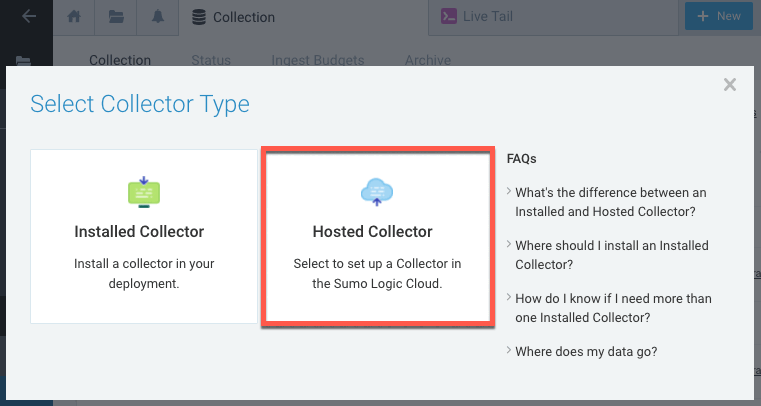 Collection
Live Tail
+ New
Collection
Status
Ingest Budgets
Archive
Select Collector Type
Installed Collector
Install a collector in your
deployment.
Hosted Collector
Select to set up a Collector in
the Sumo Logic Cloud.
FAQs
What's the difference between an
Installed and Hosted Collector?
Where should I install an Installed
Collector?
How do I know if I need more than
one Installed Collector?
Where does my data go?